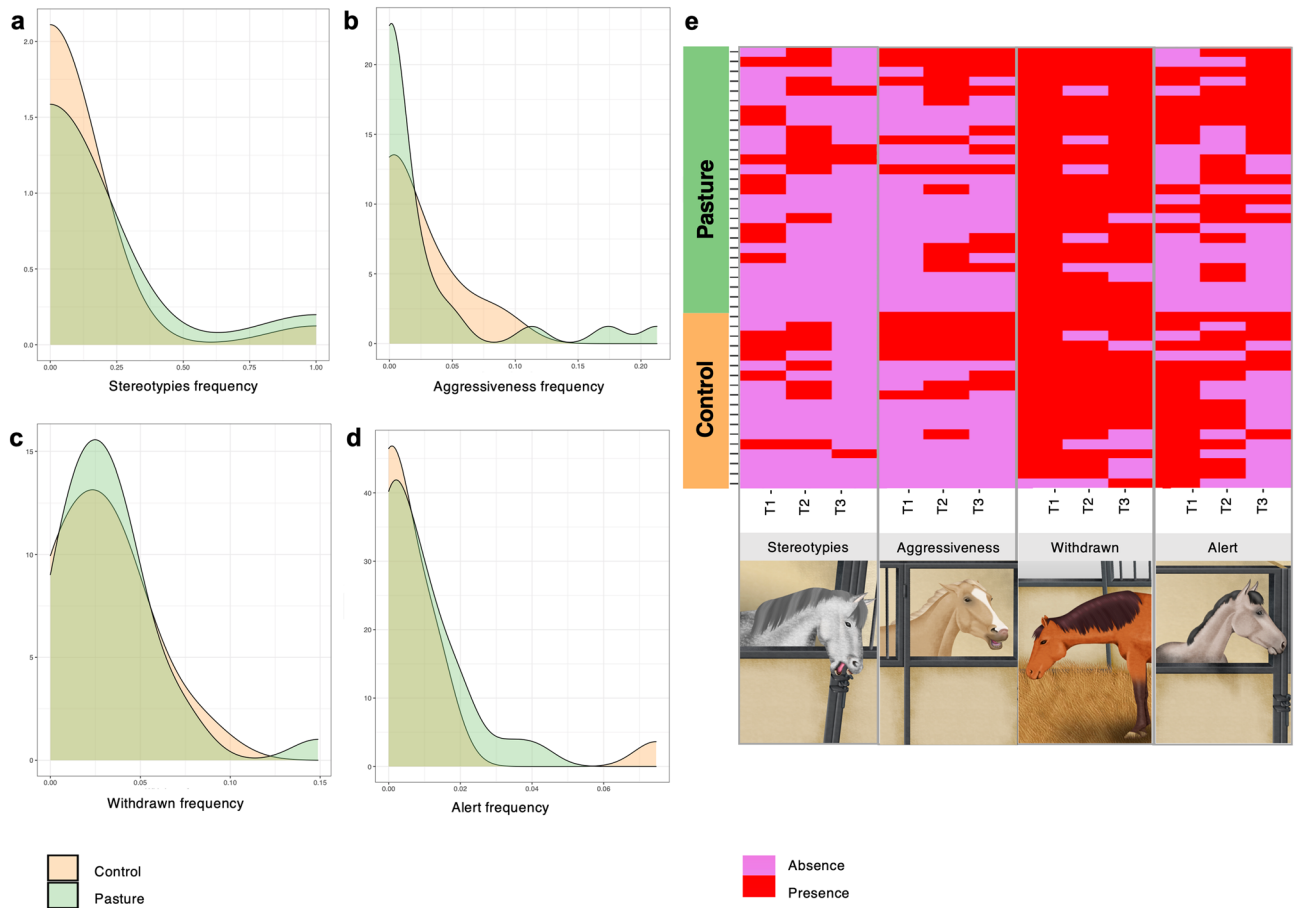 a
2.0
1.5
1.0
0.5
0.0
0.00 0.25 0.50 0.75 1.00
Stereotypies frequency
b
20
15
10
5
0
0.00 0.05 0.10 0.15 0.20
Aggressiveness frequency
c
15
10
5
0
0.00 0.05 0.10 0.15
Withdrawn frequency
d
40
30
20
10
0
0.00 0.02 0.04 0.06
Alert frequency
Control
Pasture
e
Pasture
Control
T1 T2 T3 T1 T2 T3 T1 T2 T3 T1 T2 T3
Stereotypies Aggressiveness Withdrawn Alert
Absence
Presence